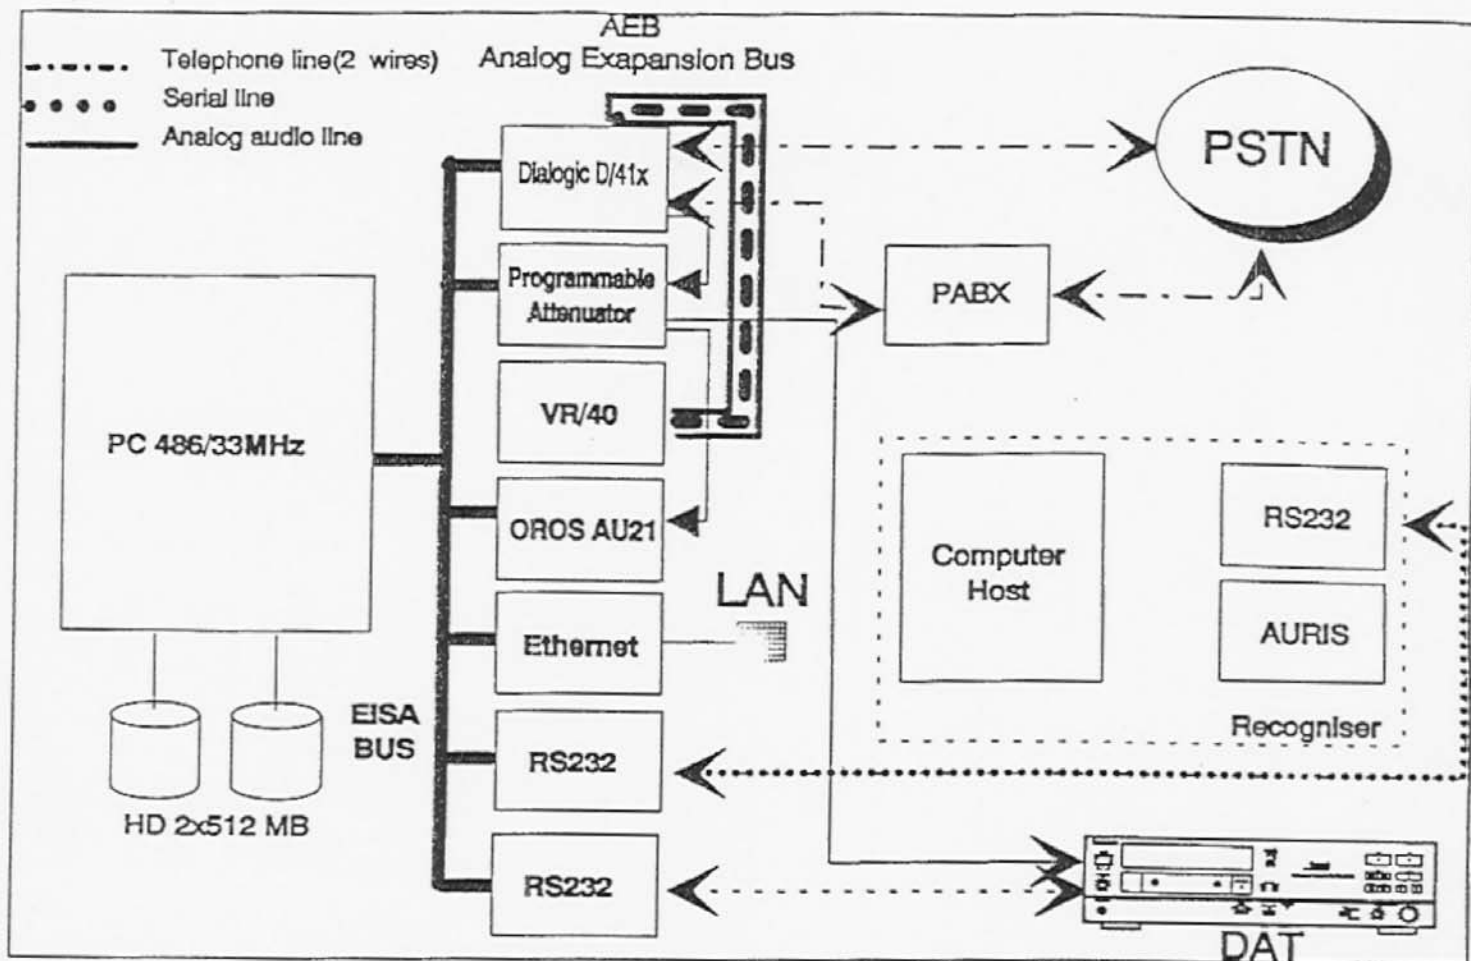 AEB
Analog Exapansion Bus
Telephone line(2 wires)
Serial line
Analog audio line
Dialogic D/41x
PSTN
Programmable
Attenuator
PABX
VR/40
PC 486/33MHz
OROS AU21
Computer
Host
RS232
LAN
Ethernet
AURIS
Recogniser
EISA
BUS
RS232
HD 2x512 MB
RS232
DAT